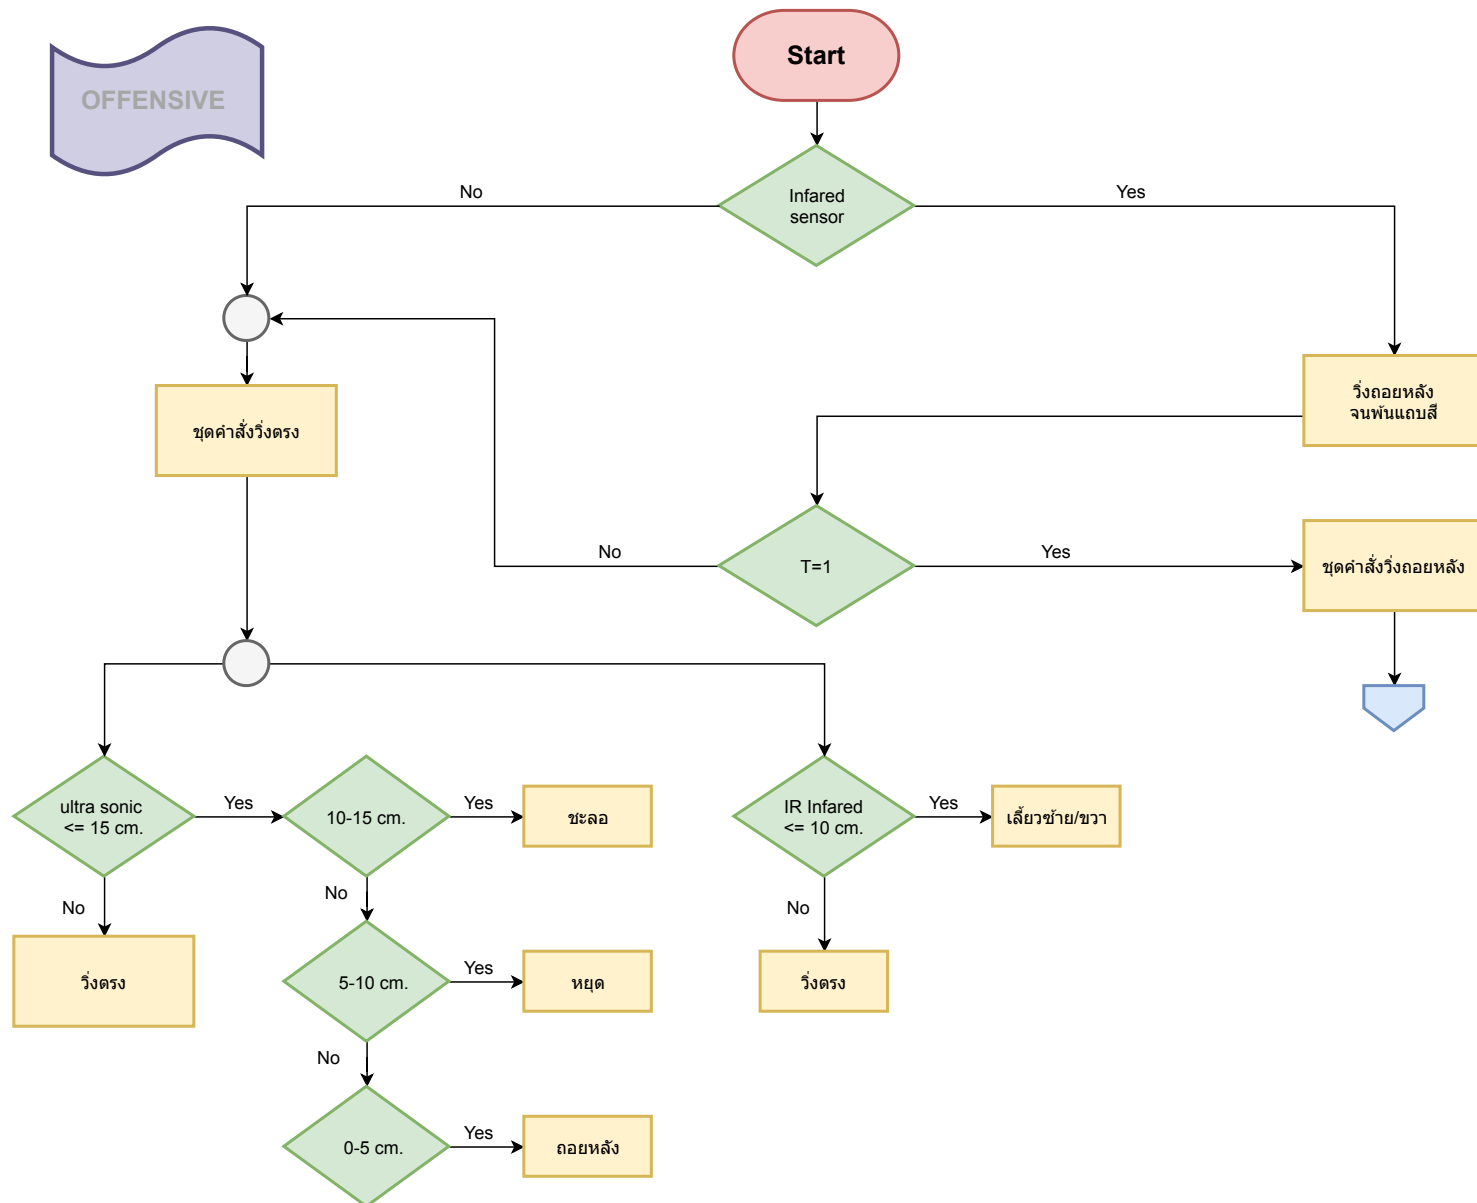 OFFENSIVE
Start
Infared
sensor
No
Yes
ชุดคำสั่งวิ่งตรง
วิ่งถอยหลัง
จนพ้นแถบสี
T=1
No
Yes
ชุดคำสั่งวิ่งถอยหลัง
ultra sonic
<= 15 cm.
Yes
10-15 cm.
Yes
ชะลอ
IR Infared
<= 10 cm.
Yes
เลี้ยวซ้าย/ขวา
No
No
No
วิ่งตรง
5-10 cm.
Yes
หยุด
วิ่งตรง
No
0-5 cm.
Yes
ถอยหลัง